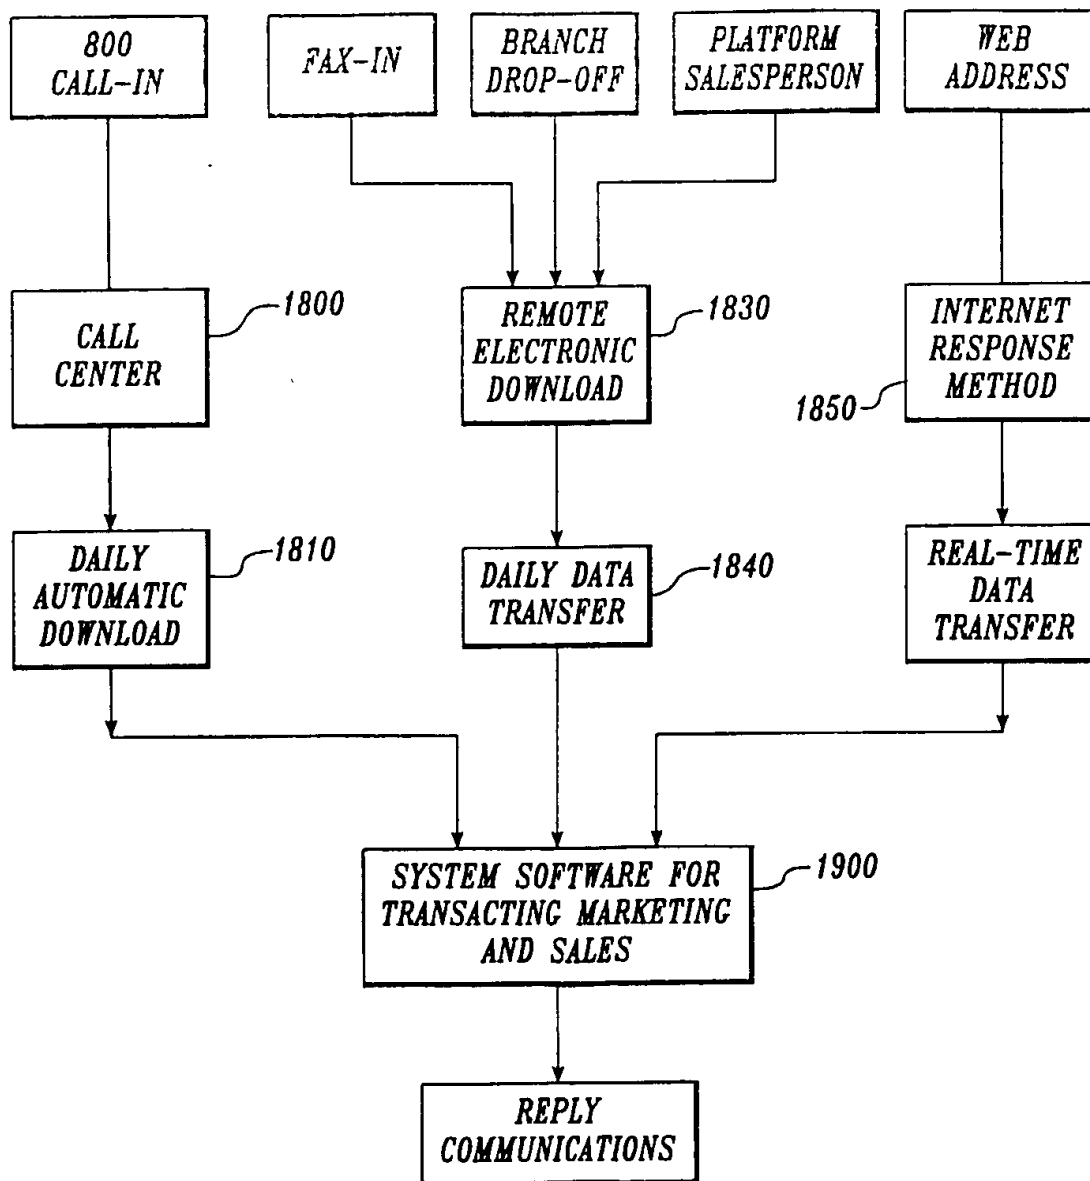 800
CALL-IN
FAX-IN
BRANCH
DROP-OFF
PLATFORM
SALESPERSON
WEB
ADDRESS
CALL
CENTER
1800
REMOTE
ELECTRONIC
DOWNLOAD
1830
INTERNET
RESPONSE
METHOD
1850
DAILY
AUTOMATIC
DOWNLOAD
1810
DAILY DATA
TRANSFER
1840
REAL-TIME
DATA
TRANSFER
SYSTEM SOFTWARE FOR
TRANSACTING MARKETING
AND SALES
1900
REPLY
COMMUNICATIONS